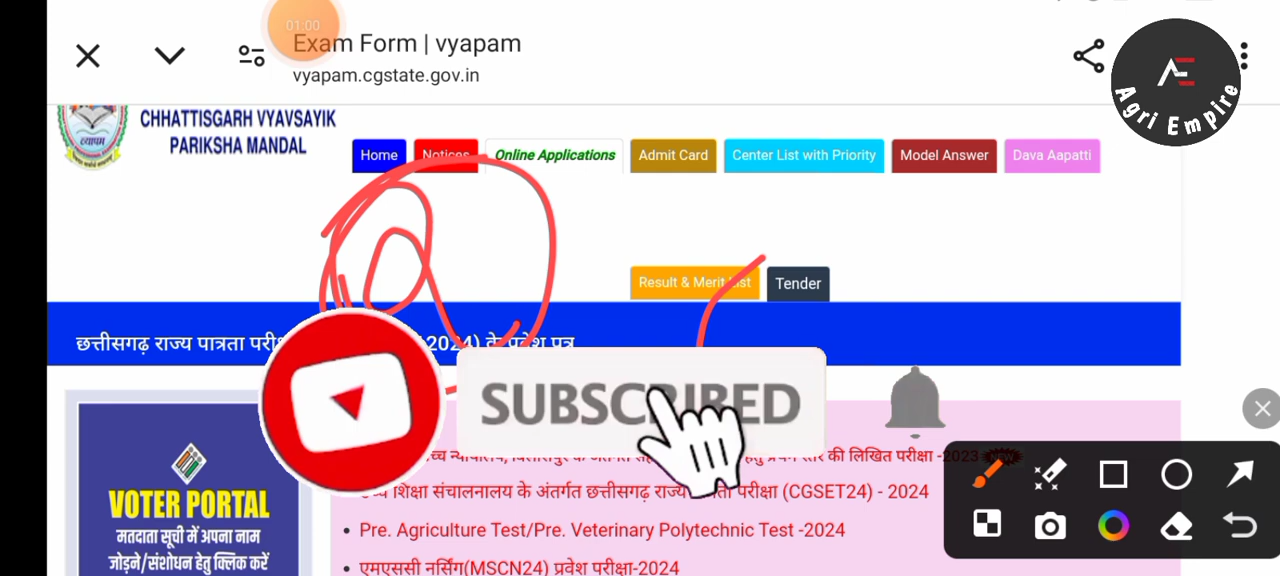 01:00
Exam Form | vyapam
vyapam.cgstate.gov.in
Agri Empire
व्यापम
CHHATTISGARH VYAVSAYIK
PARIKSHA MANDAL
Home Notices Online Applications Admit Card Center List with Priority Model Answer Dava Aapatti
Result & Merit List Tender
छत्तीसगढ़ राज्य पात्रता 2024) के प्रवेश पत्र
SUBSCRIBED
की लिखित परीक्षा -2023
शिक्षा संचालनालय के अंतर्गत छत्तीसगढ़ राज्य परीक्षा (CGSET24) - 2024
Pre. Agriculture Test/Pre. Veterinary Polytechnic Test -2024
एमएससी नर्सिंग(MSCN24) प्रवेश परीक्षा-2024
VOTER PORTAL
मतदाता सूची में अपना नाम
जोड़ने/संशोधन हेतु क्लिक करें